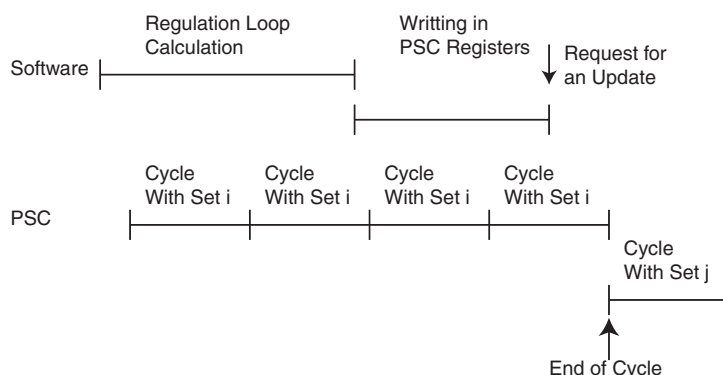 Regulation Loop
Calculation
Writting in
PSC Registers
Request for
an Update
Software
Cycle
With Set i
Cycle
With Set i
Cycle
With Set i
Cycle
With Set i
PSC
Cycle
With Set j
End of Cycle